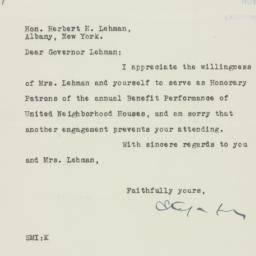 Hon. Herbert H. Lehman,
Albany, New York.
Dear Governor Lehman:
I appreciate the willingness
of Mrs. Lehman and yourself to serve as Honorary
Patrons of the annual Benefit Performance of
United Neighborhood Houses, and am sorry that
another engagement prevents your attending.
With sincere regards to you
and Mrs. Lehman,
Faithfully yours,
SMI:K